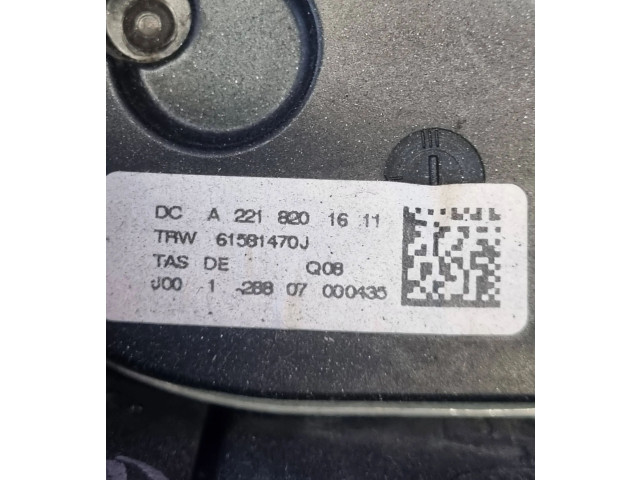 DC A 221 820 16 11
TRW 61581470J
TAS DE Q08
J00 1 -288 07 000435